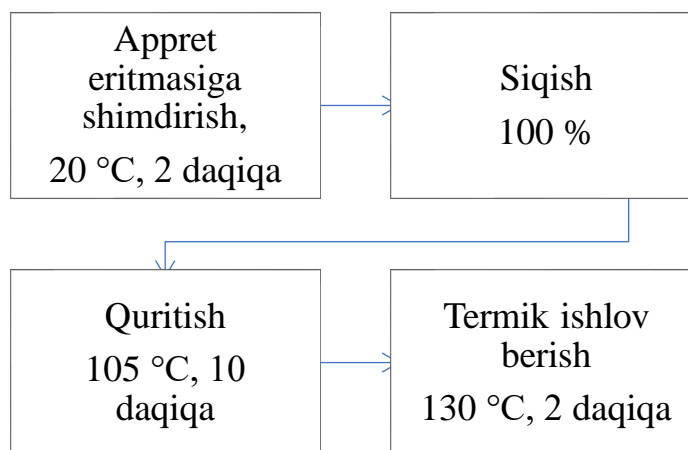 Appret
eritmasiga
shimdirish,
20 °C, 2 daqiqa
Siqish
100 %
Quritish
105 °C, 10
daqiqa
Termik ishlov
berish
130 °C, 2 daqiqa